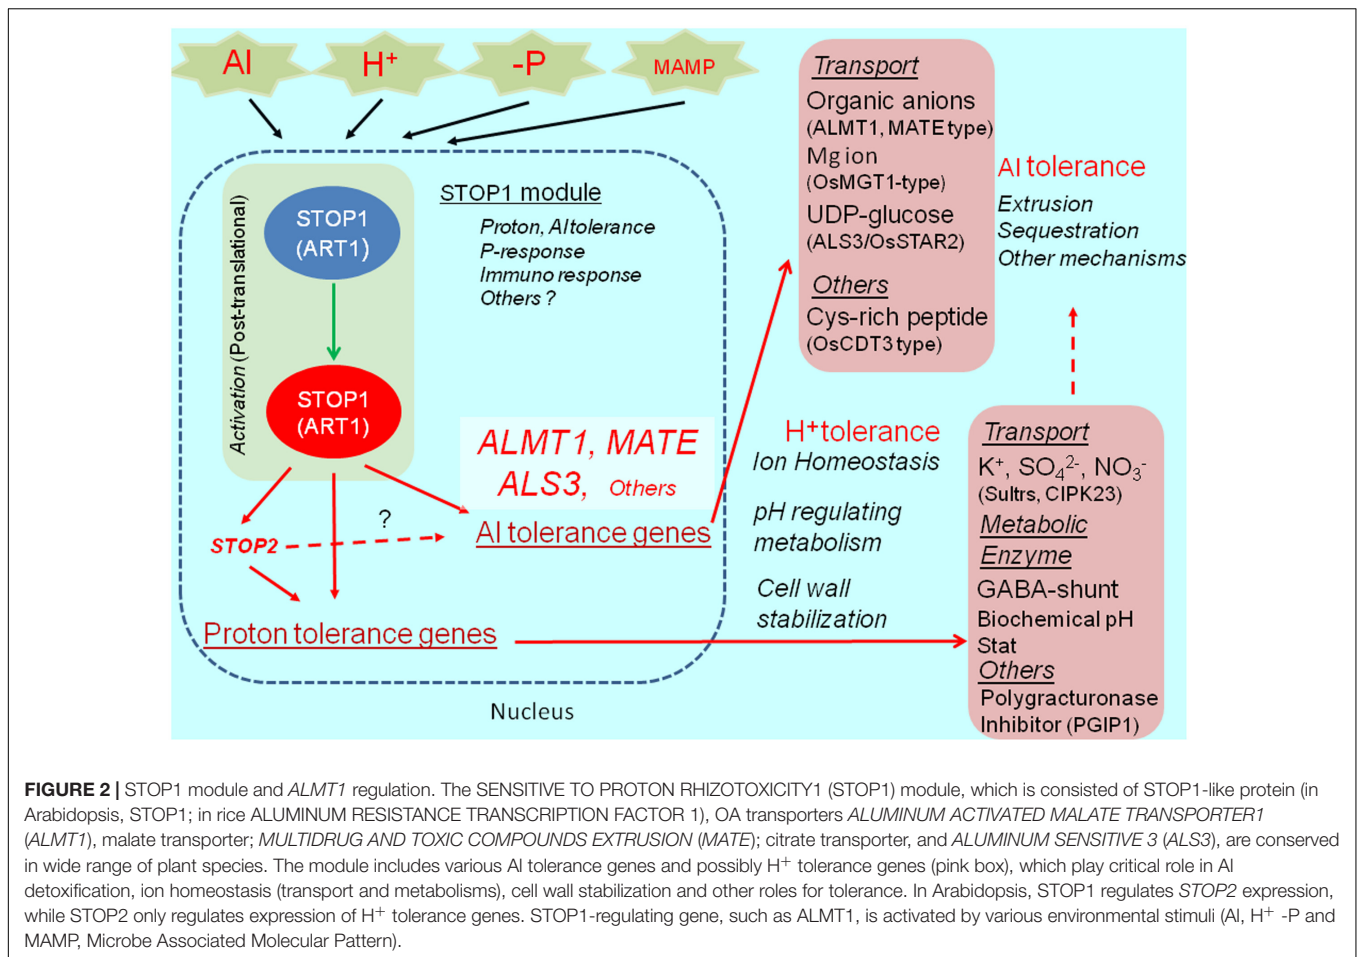 Al
H+
-P
MAMP
Activation (Post-translational)
STOP1
(ART1)
STOP1
(ART1)
STOP1 module
Proton, Al tolerance
P-response
Immuno response
Others ?
ALMT1, MATE
ALS3, Others
Al tolerance genes
?
STOP2
Proton tolerance genes
Nucleus
Transport
Organic anions
(ALMT1, MATE type)
Mg ion
(OsMGT1-type)
UDP-glucose
(ALS3/OsSTAR2)
Others
Cys-rich peptide
(OsCDT3 type)
Al tolerance
Extrusion
Sequestration
Other mechanisms
H+tolerance
Ion Homeostasis
pH regulating
metabolism
Cell wall
stabilization
Transport
K+, SO42-, NO3-
(Sultrs, CIPK23)
Metabolic
Enzyme
GABA-shunt
Biochemical pH
Stat
Others
Polygracturonase
Inhibitor (PGIP1)
FIGURE 2 | STOP1 module and ALMT1 regulation. The SENSITIVE TO PROTON RHIZOTOXICITY1 (STOP1) module, which is consisted of STOP1-like protein (in
Arabidopsis, STOP1; in rice ALUMINUM RESISTANCE TRANSCRIPTION FACTOR 1), OA transporters ALUMINUM ACTIVATED MALATE TRANSPORTER1
(ALMT1), malate transporter; MULTIDRUG AND TOXIC COMPOUNDS EXTRUSION (MATE); citrate transporter, and ALUMINUM SENSITIVE 3 (ALS3), are conserved
in wide range of plant species. The module includes various Al tolerance genes and possibly H+ tolerance genes (pink box), which play critical role in Al
detoxification, ion homeostasis (transport and metabolisms), cell wall stabilization and other roles for tolerance. In Arabidopsis, STOP1 regulates STOP2 expression,
while STOP2 only regulates expression of H+ tolerance genes. STOP1-regulating gene, such as ALMT1, is activated by various environmental stimuli (Al, H+ -P and
MAMP, Microbe Associated Molecular Pattern).